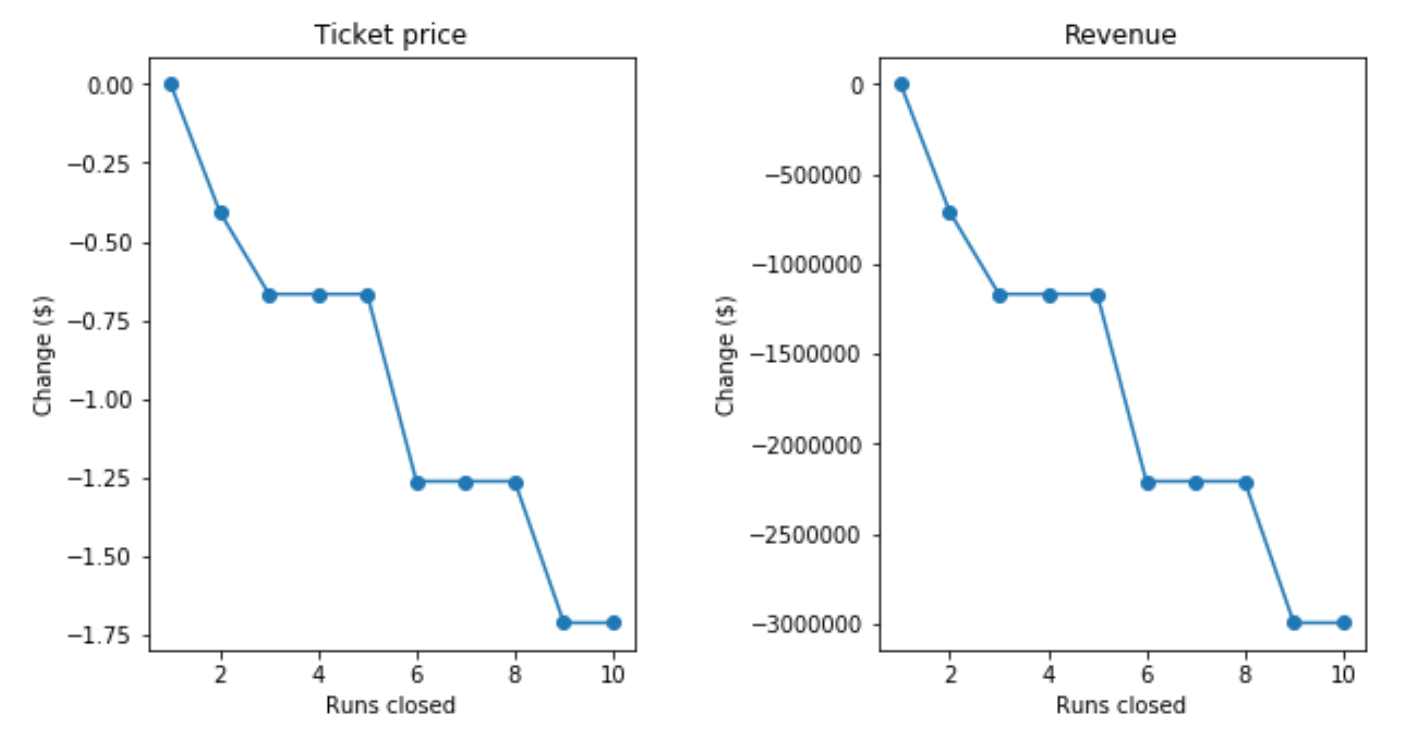 Ticket price
0.00
−0.25
−0.50
−0.75
−1.00
−1.25
−1.50
−1.75
Change ($)
2 4 6 8 10
Runs closed
Revenue
0
−500000
−1000000
−1500000
−2000000
−2500000
−3000000
Change ($)
2 4 6 8 10
Runs closed